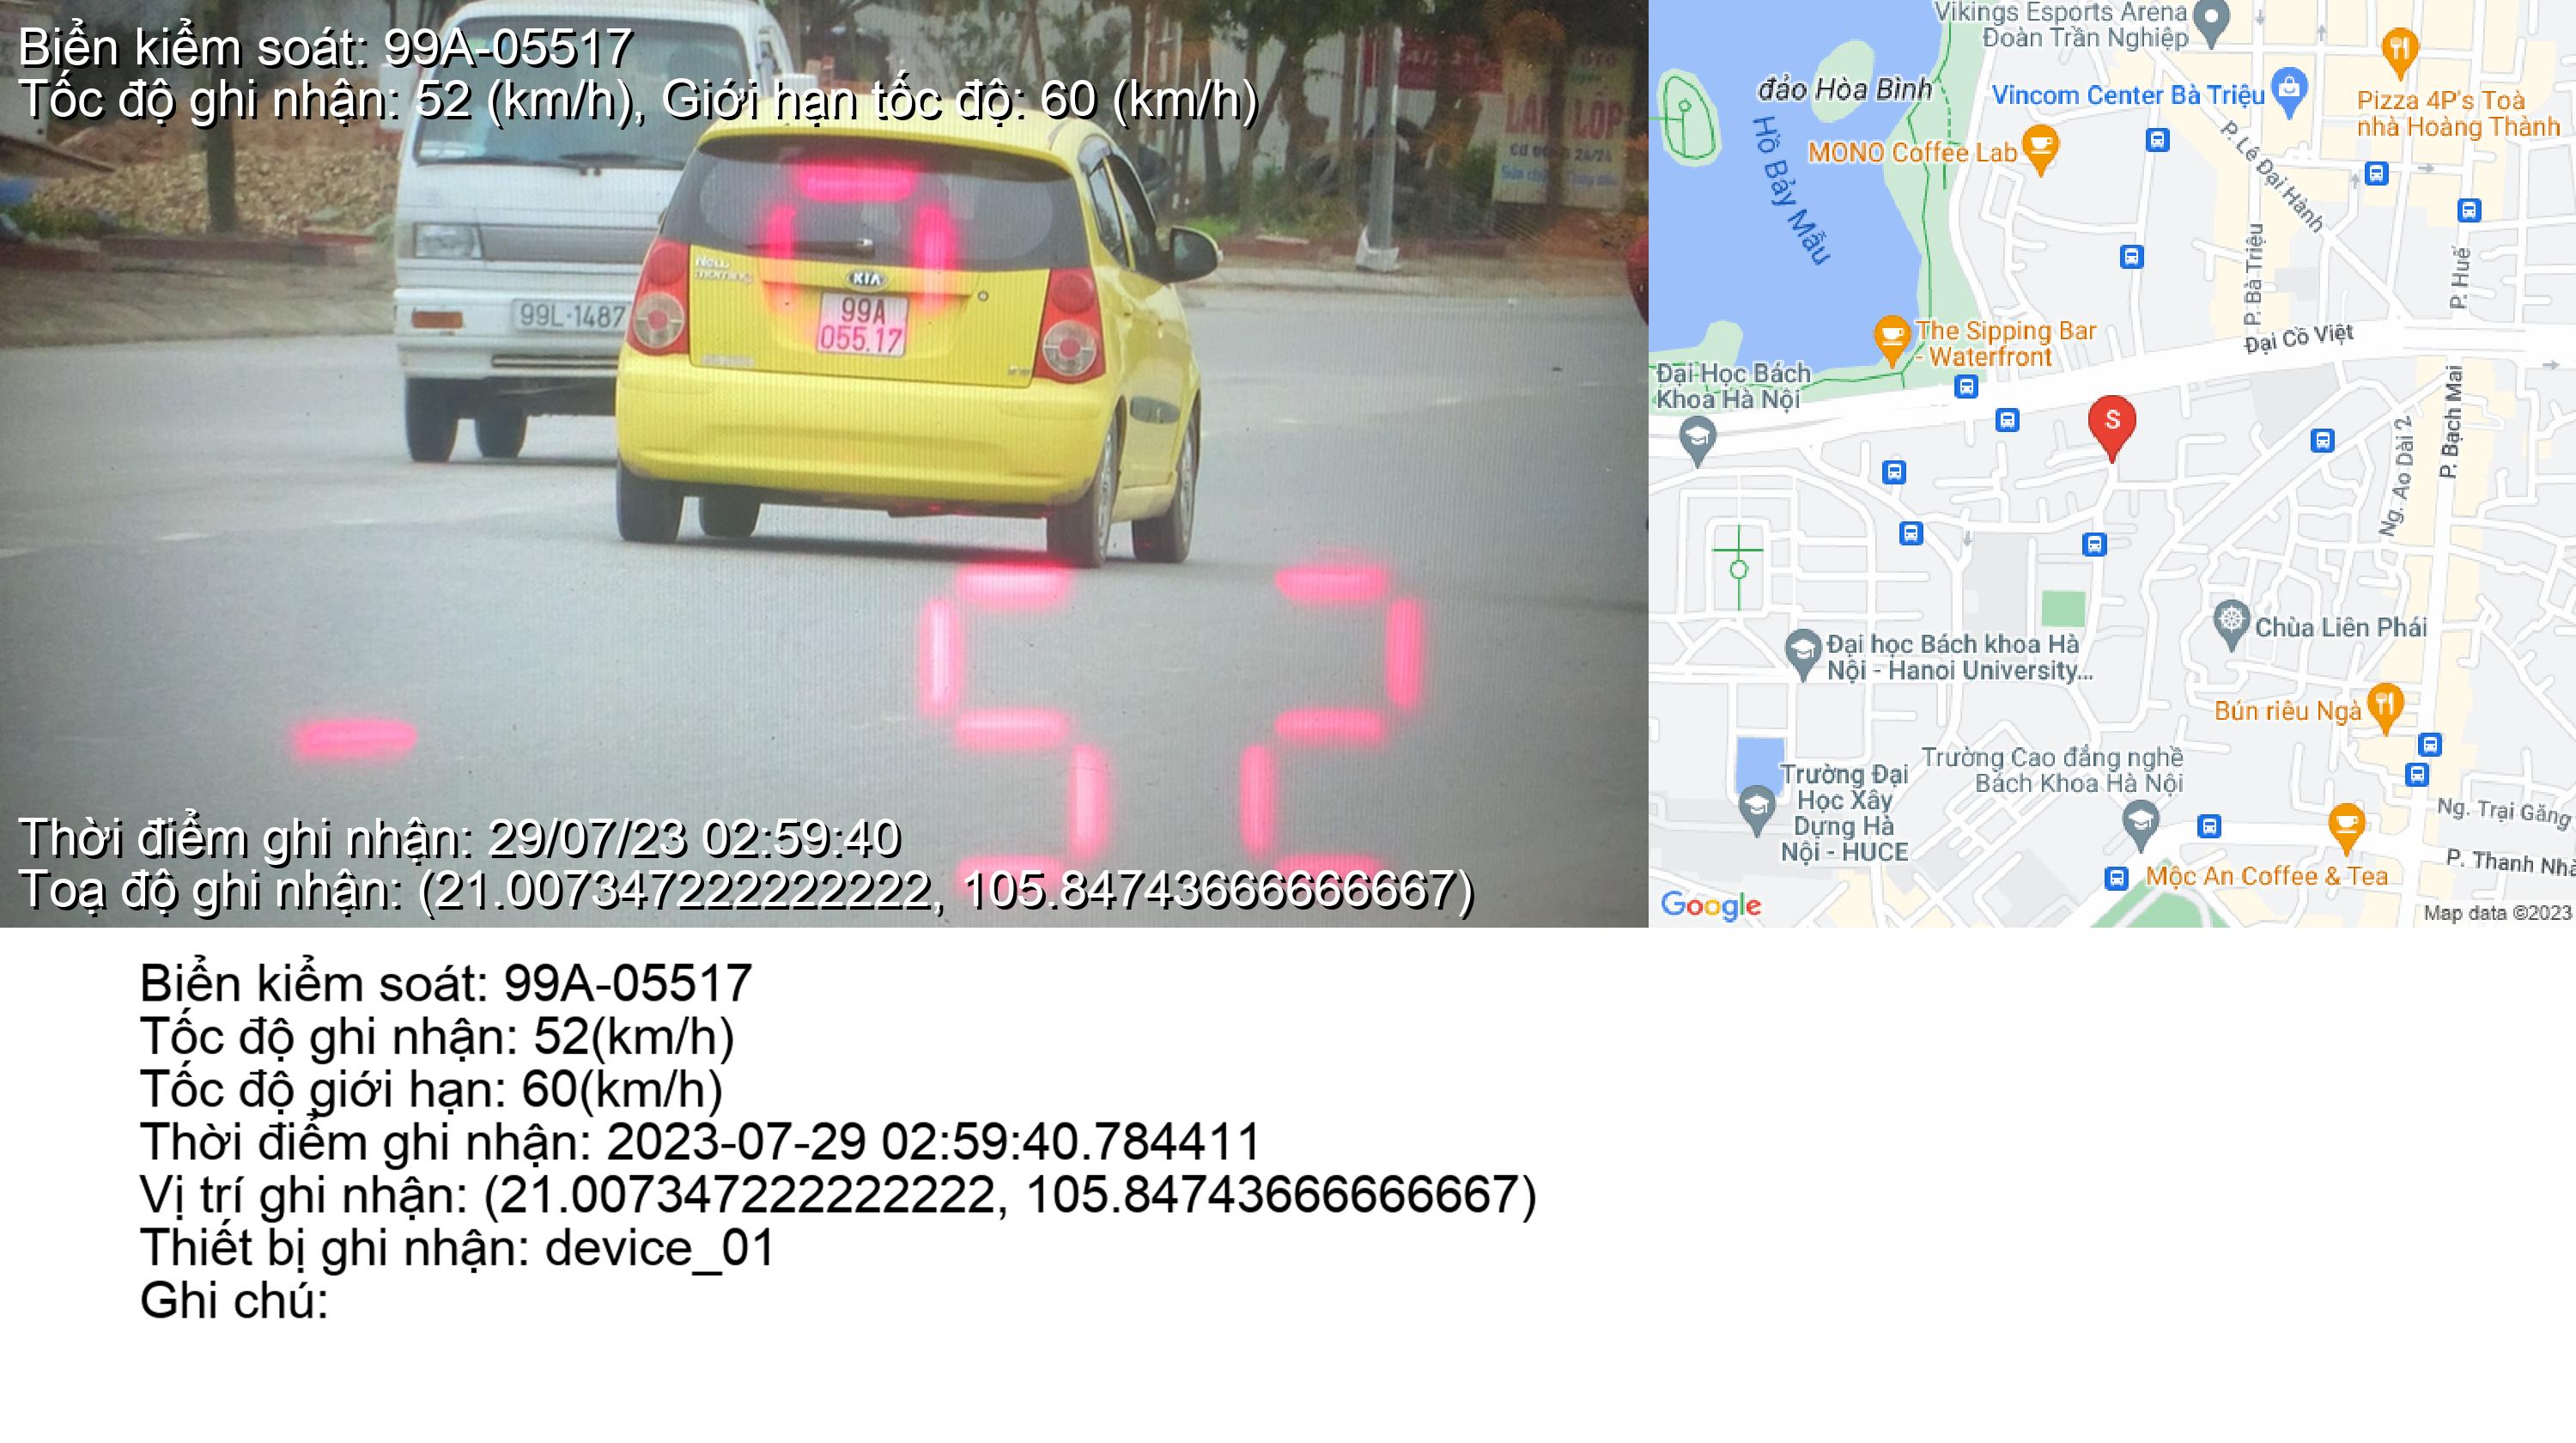 Biển kiểm soát: 99A-05517
Tốc độ ghi nhận: 52 (km/h), Giới hạn tốc độ: 60 (km/h)
new
morning
KIA
99A
055.17
99L-1487
52
Thời điểm ghi nhận: 29/07/23 02:59:40
Toạ độ ghi nhận: (21.007347222222222, 105.84743666666667)
Vikings Esports Arena
Đoàn Trần Nghiệp
đảo Hòa Bình
Vincom Center Bà Triệu
Pizza 4P's Toà
nhà Hoàng Thành
P. Lê Đại Hành
MONO Coffee Lab
Hồ Bảy Mẫu
P. Bà Triệu
P. Huế
The Sipping Bar
- Waterfront
Đại Cồ Việt
Đại Học Bách
Khoa Hà Nội
S
P. Bạch Mai
Ng. Ao Dài 2
Chùa Liên Phái
Đại học Bách khoa Hà
Nội - Hanoi University...
Bún riêu Ngà
Trường Cao đẳng nghề
Bách Khoa Hà Nội
Trường Đại
Học Xây
Dựng Hà
Nội - HUCE
Ng. Trại Găng
P. Thanh Nhà
Mộc An Coffee & Tea
Google
Map data ©2023
Biển kiểm soát: 99A-05517
Tốc độ ghi nhận: 52(km/h)
Tốc độ giới hạn: 60(km/h)
Thời điểm ghi nhận: 2023-07-29 02:59:40.784411
Vị trí ghi nhận: (21.007347222222222, 105.84743666666667)
Thiết bị ghi nhận: device_01
Ghi chú: